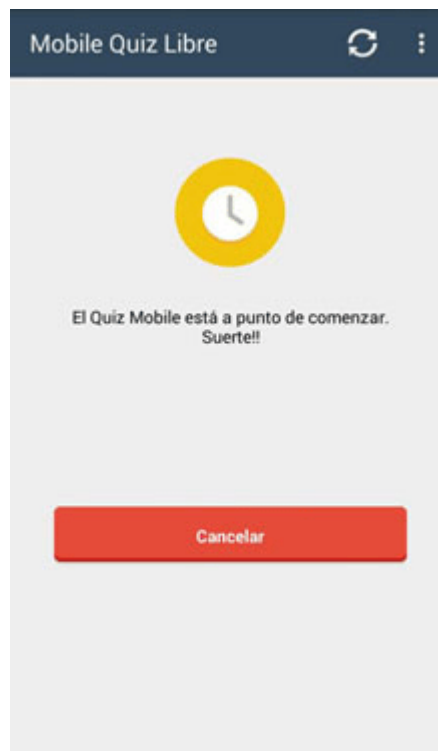 Mobile Quiz Libre
El Quiz Mobile está a punto de comenzar.
Suerte!!
Cancelar